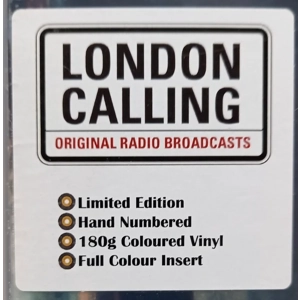 LONDON
CALLING
ORIGINAL RADIO BROADCASTS
Limited Edition
Hand Numbered
180g Coloured Vinyl
Full Colour Insert